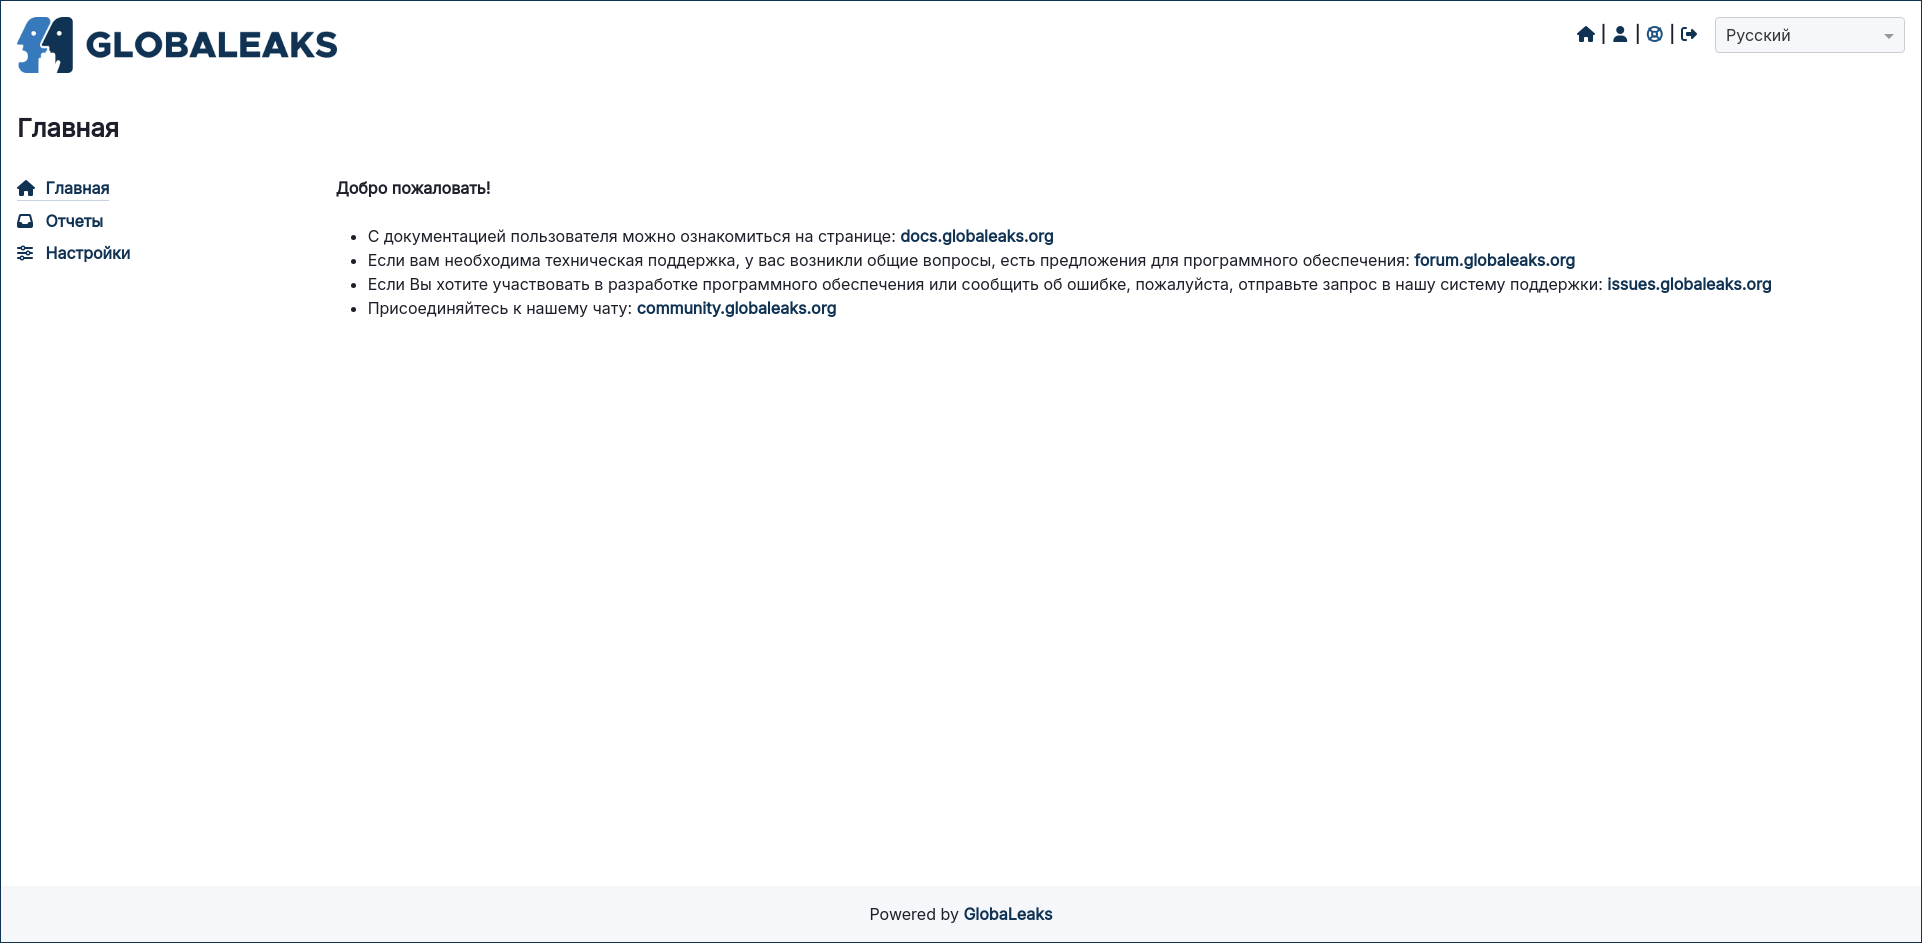 GLOBALEAKS
Русский
Главная
Главная
Отчеты
Настройки
Добро пожаловать!
С документацией пользователя можно ознакомиться на странице: docs.globaleaks.org
Если вам необходима техническая поддержка, у вас возникли общие вопросы, есть предложения для программного обеспечения: forum.globaleaks.org
Если Вы хотите участвовать в разработке программного обеспечения или сообщить об ошибке, пожалуйста, отправьте запрос в нашу систему поддержки: issues.globaleaks.org
Присоединяйтесь к нашему чату: community.globaleaks.org
Powered by GlobaLeaks